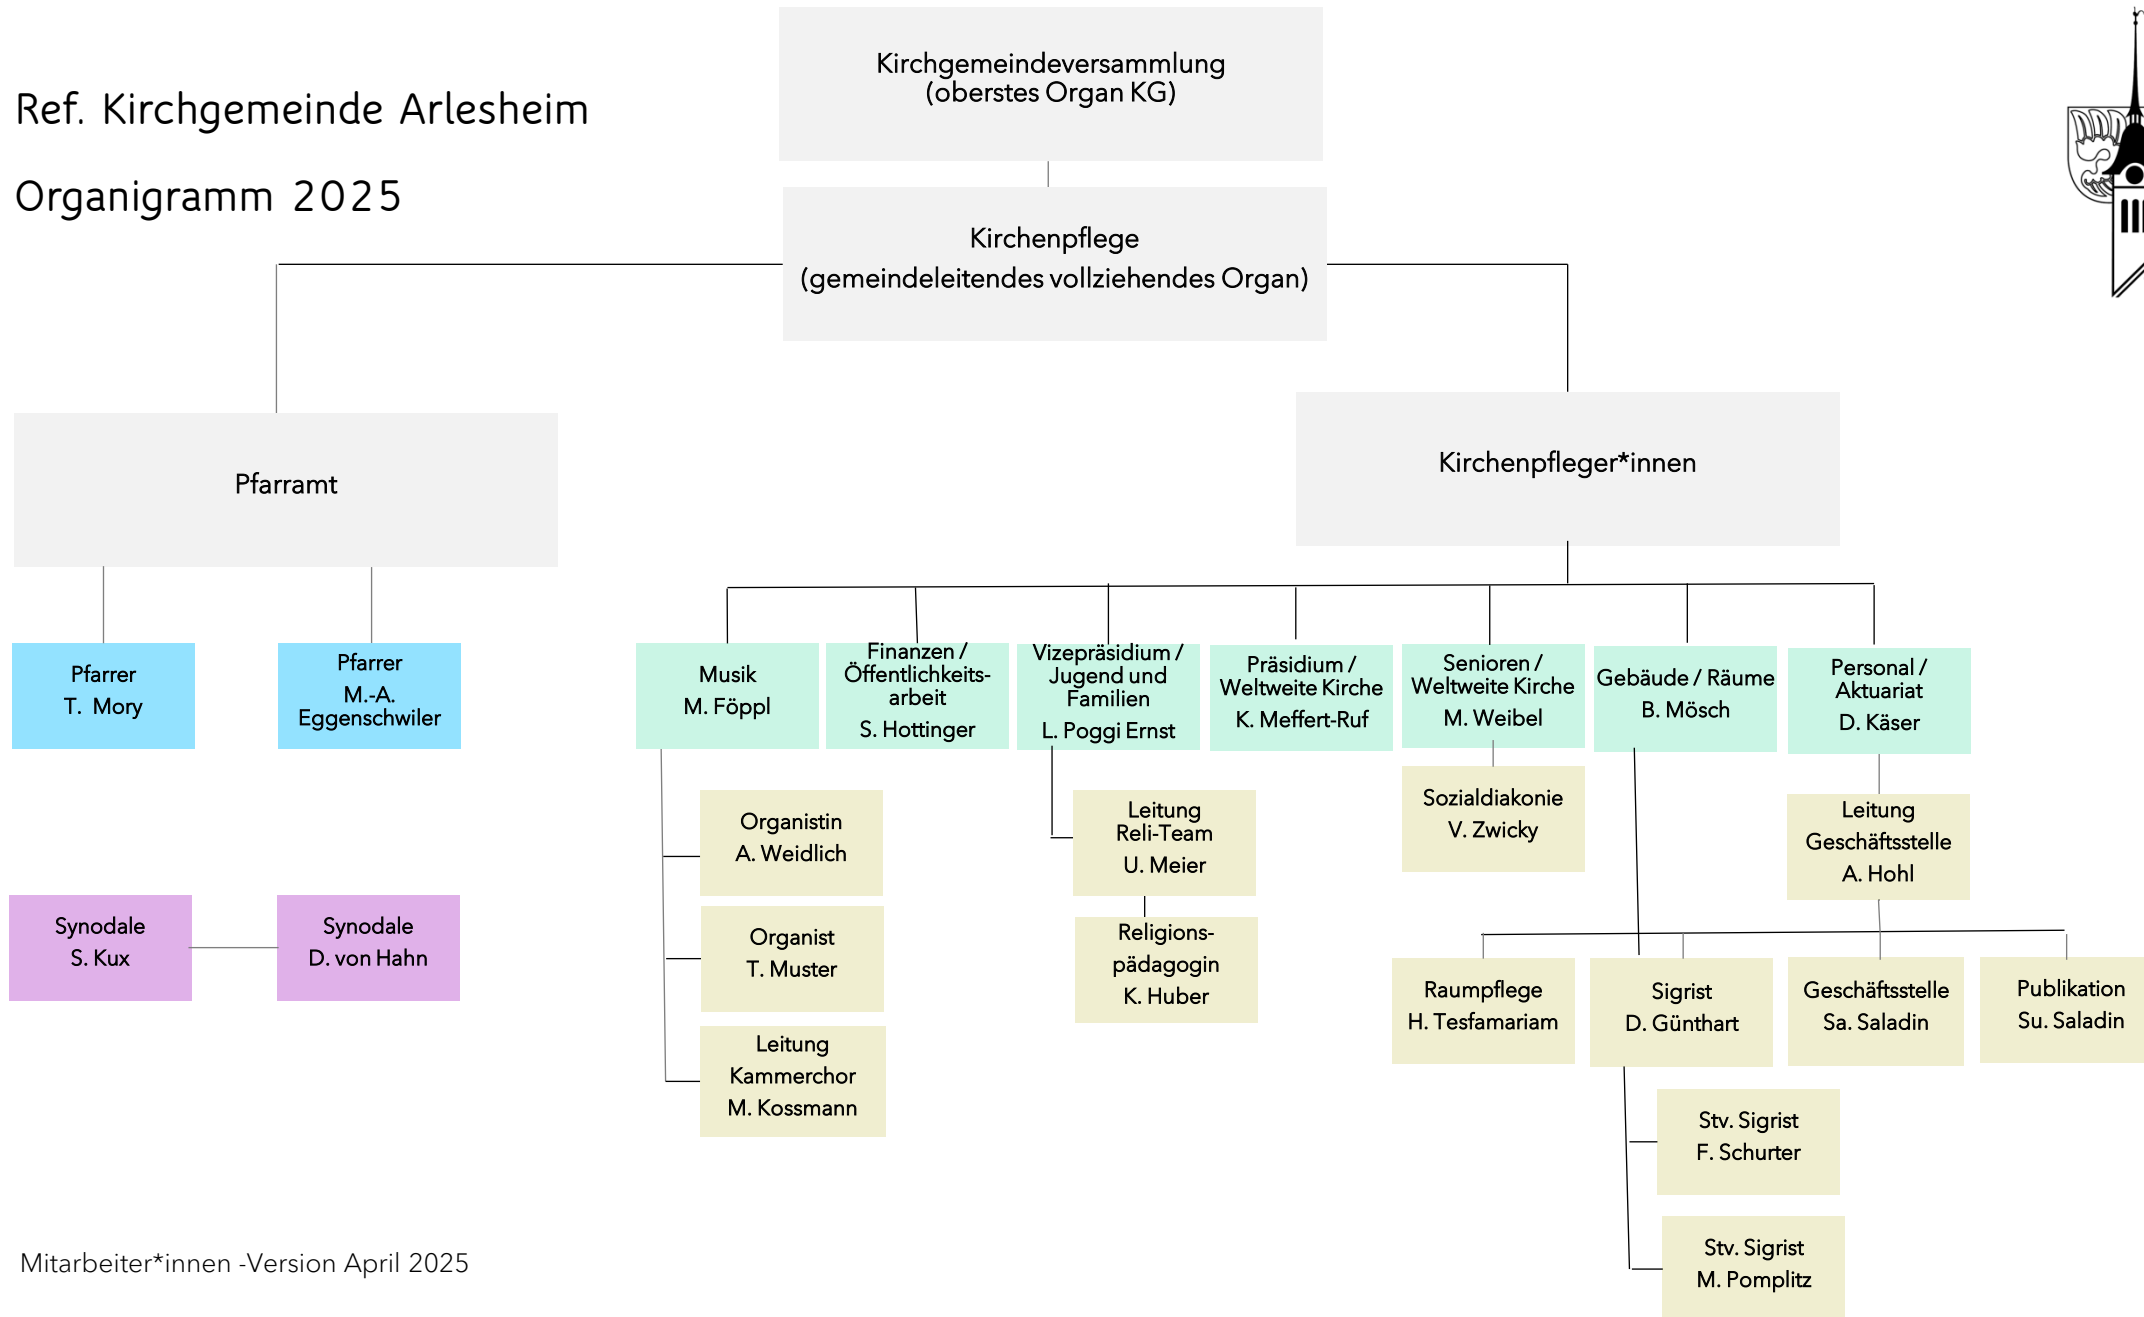 Ref. Kirchgemeinde Arlesheim
Organigramm 2025
Kirchgemeindeversammlung
(oberstes Organ KG)
Kirchenpflege
(gemeindeleitendes vollziehendes Organ)
Pfarramt
Kirchenpfleger*innen
Pfarrer
T. Mory
Pfarrer
M.-A.
Eggenschwiler
Musik
M. Föppl
Finanzen /
Öffentlichkeits-
arbeit
S. Hottinger
Vizepräsidium /
Jugend und
Familien
L. Poggi Ernst
Präsidium /
Weltweite Kirche
K. Meffert-Ruf
Senioren /
Weltweite Kirche
M. Weibel
Gebäude / Räume
B. Mösch
Personal /
Aktuariat
D. Käser
Organistin
A. Weidlich
Organist
T. Muster
Leitung
Kammerchor
M. Kossmann
Leitung
Reli-Team
U. Meier
Religions-
pädagogin
K. Huber
Sozialdiakonie
V. Zwicky
Leitung
Geschäftsstelle
A. Hohl
Synodale
S. Kux
Synodale
D. von Hahn
Raumpflege
H. Tesfamariam
Sigrist
D. Günthart
Geschäftsstelle
Sa. Saladin
Publikation
Su. Saladin
Stv. Sigrist
F. Schurter
Stv. Sigrist
M. Pomplitz
Mitarbeiter*innen -Version April 2025